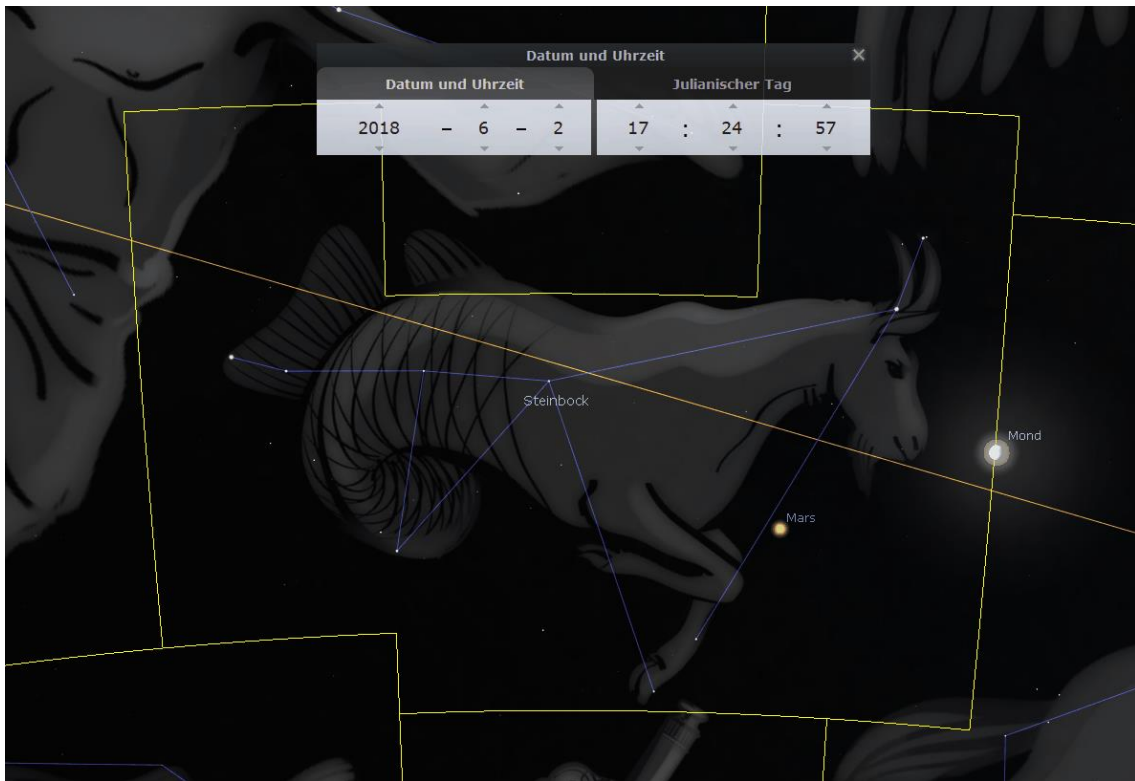 Datum und Uhrzeit
Datum und Uhrzeit Julianischer Tag
2018 – 6 – 2 17 : 24 : 57
Steinbock
Mond
Mars